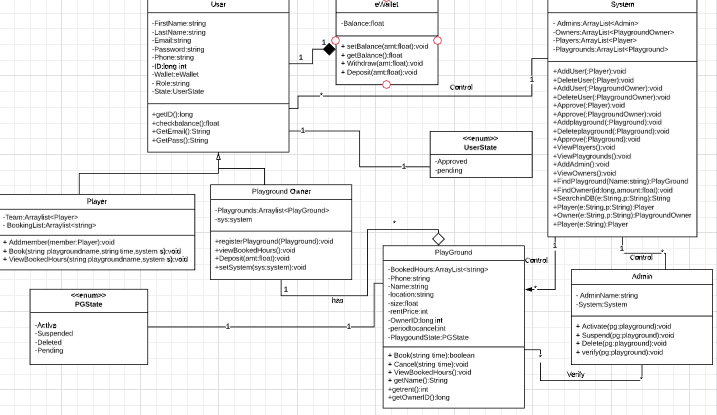 User
-FirstName:string
-LastName:string
-Email:string
-Password:string
-Phone:string
-ID:long int
-Wallet:eWallet
- Role:string
-State:UserState
+getID():long
+checkbalance():float
+GetEmail():String
+GetPass():String
eWallet
-Balance:float
+ setBalance(amt:float):void
+ getBalance():float
+ Withdraw(amt:float):void
+ Deposit(amt:float):void
System
- Admins:ArrayList<Admin>
-Owners:ArrayList<PlaygroundOwner>
-Players:ArrayList<Player>
-Playgrounds:ArrayList<Playground>
+AddUser(:Player):void
+DeleteUser(:Player):void
+AddUser(:PlaygroundOwner):void
+DeleteUser(:PlaygroundOwner):void
+Approve(:Player):void
+Approve(:PlaygroundOwner):void
+Addplayground(:Playground):void
+Deleteplayground(:Playground):void
+Approve(:Playground):void
+ViewPlayers():void
+ViewPlaygrounds():void
+AddAdmin():void
+ViewOwners():void
+FindPlayground(Name:string):PlayGround
+FindOwner(id:long,amount:float):void
+SearchinDB(e:String,p:String):String
+Player(e:String,p:String):Player
+Owner(e:String,p:String):PlaygroundOwner
+Player(e:String):Player
1
1
*
Control
1
1
1
<<enum>>
UserState
-Approved
-pending
Player
-Team:Arraylist<Player>
- BookingList:Arraylist<string>
+ Addmember(member:Player):void
+ Book(string playgroundname,string time,system s):void
+ ViewBookedHours(string playgroundname,system s):void
Playground Owner
-Playgrounds:Arraylist<PlayGround>
-sys:system
+registerPlayground(Playground):void
+viewBookedHours():void
+Deposit(amt:float):void
+setSystem(sys:system):void
*
1
has
PlayGround
-BookedHours:ArrayList<string>
-Phone:string
-Name:string
-location:string
-size:float
-rentPrice:int
-OwnerID:long int
-periodtocancel:int
-PlaygoundState:PGState
+ Book(string time):boolean
+ Cancel(string time):void
+ ViewBookedHours():void
+ getName():String
+getrent():int
+getOwnerID():long
1
Control
*
1
Control
*
Admin
- AdminName:string
-System:System
+ Activate(pg:playground):void
+ Suspend(pg:playground):void
+ Delete(pg:playground):void
+ verify(pg:playground):void
*
Verify
<<enum>>
PGState
-Active
-Suspended
-Deleted
-Pending
1
1